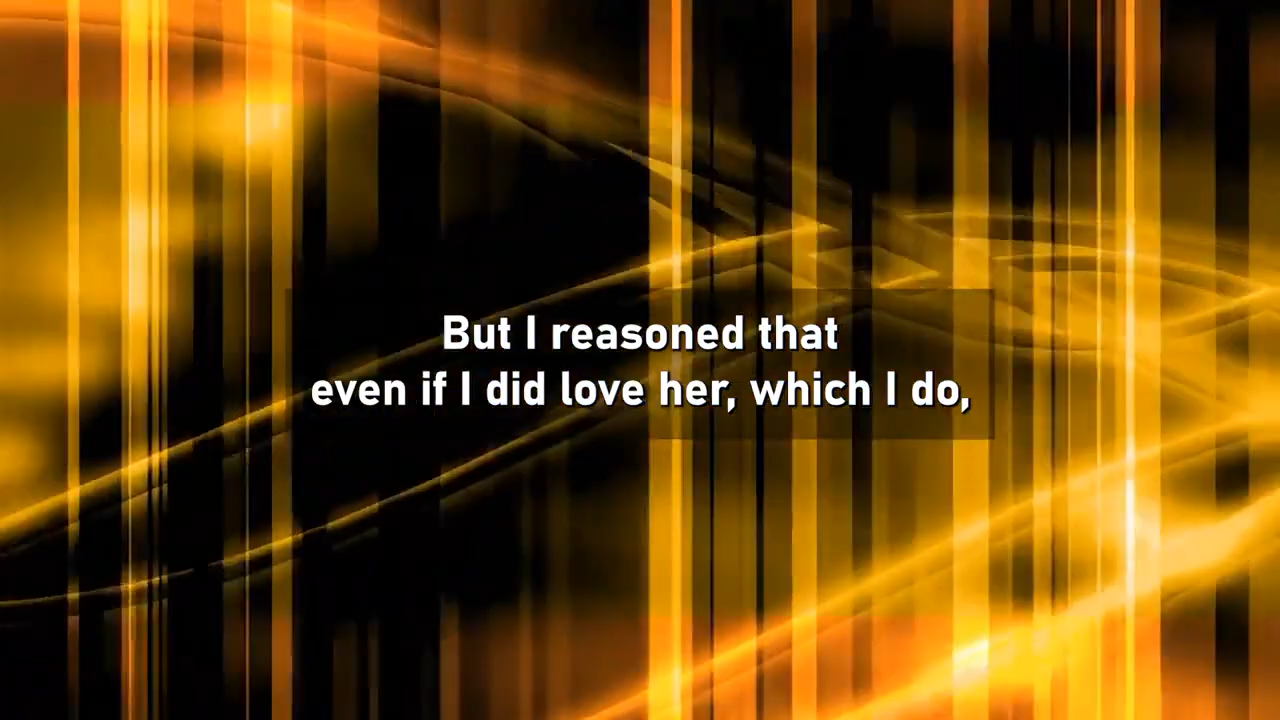 But I reasoned that
even if I did love her, which I do,